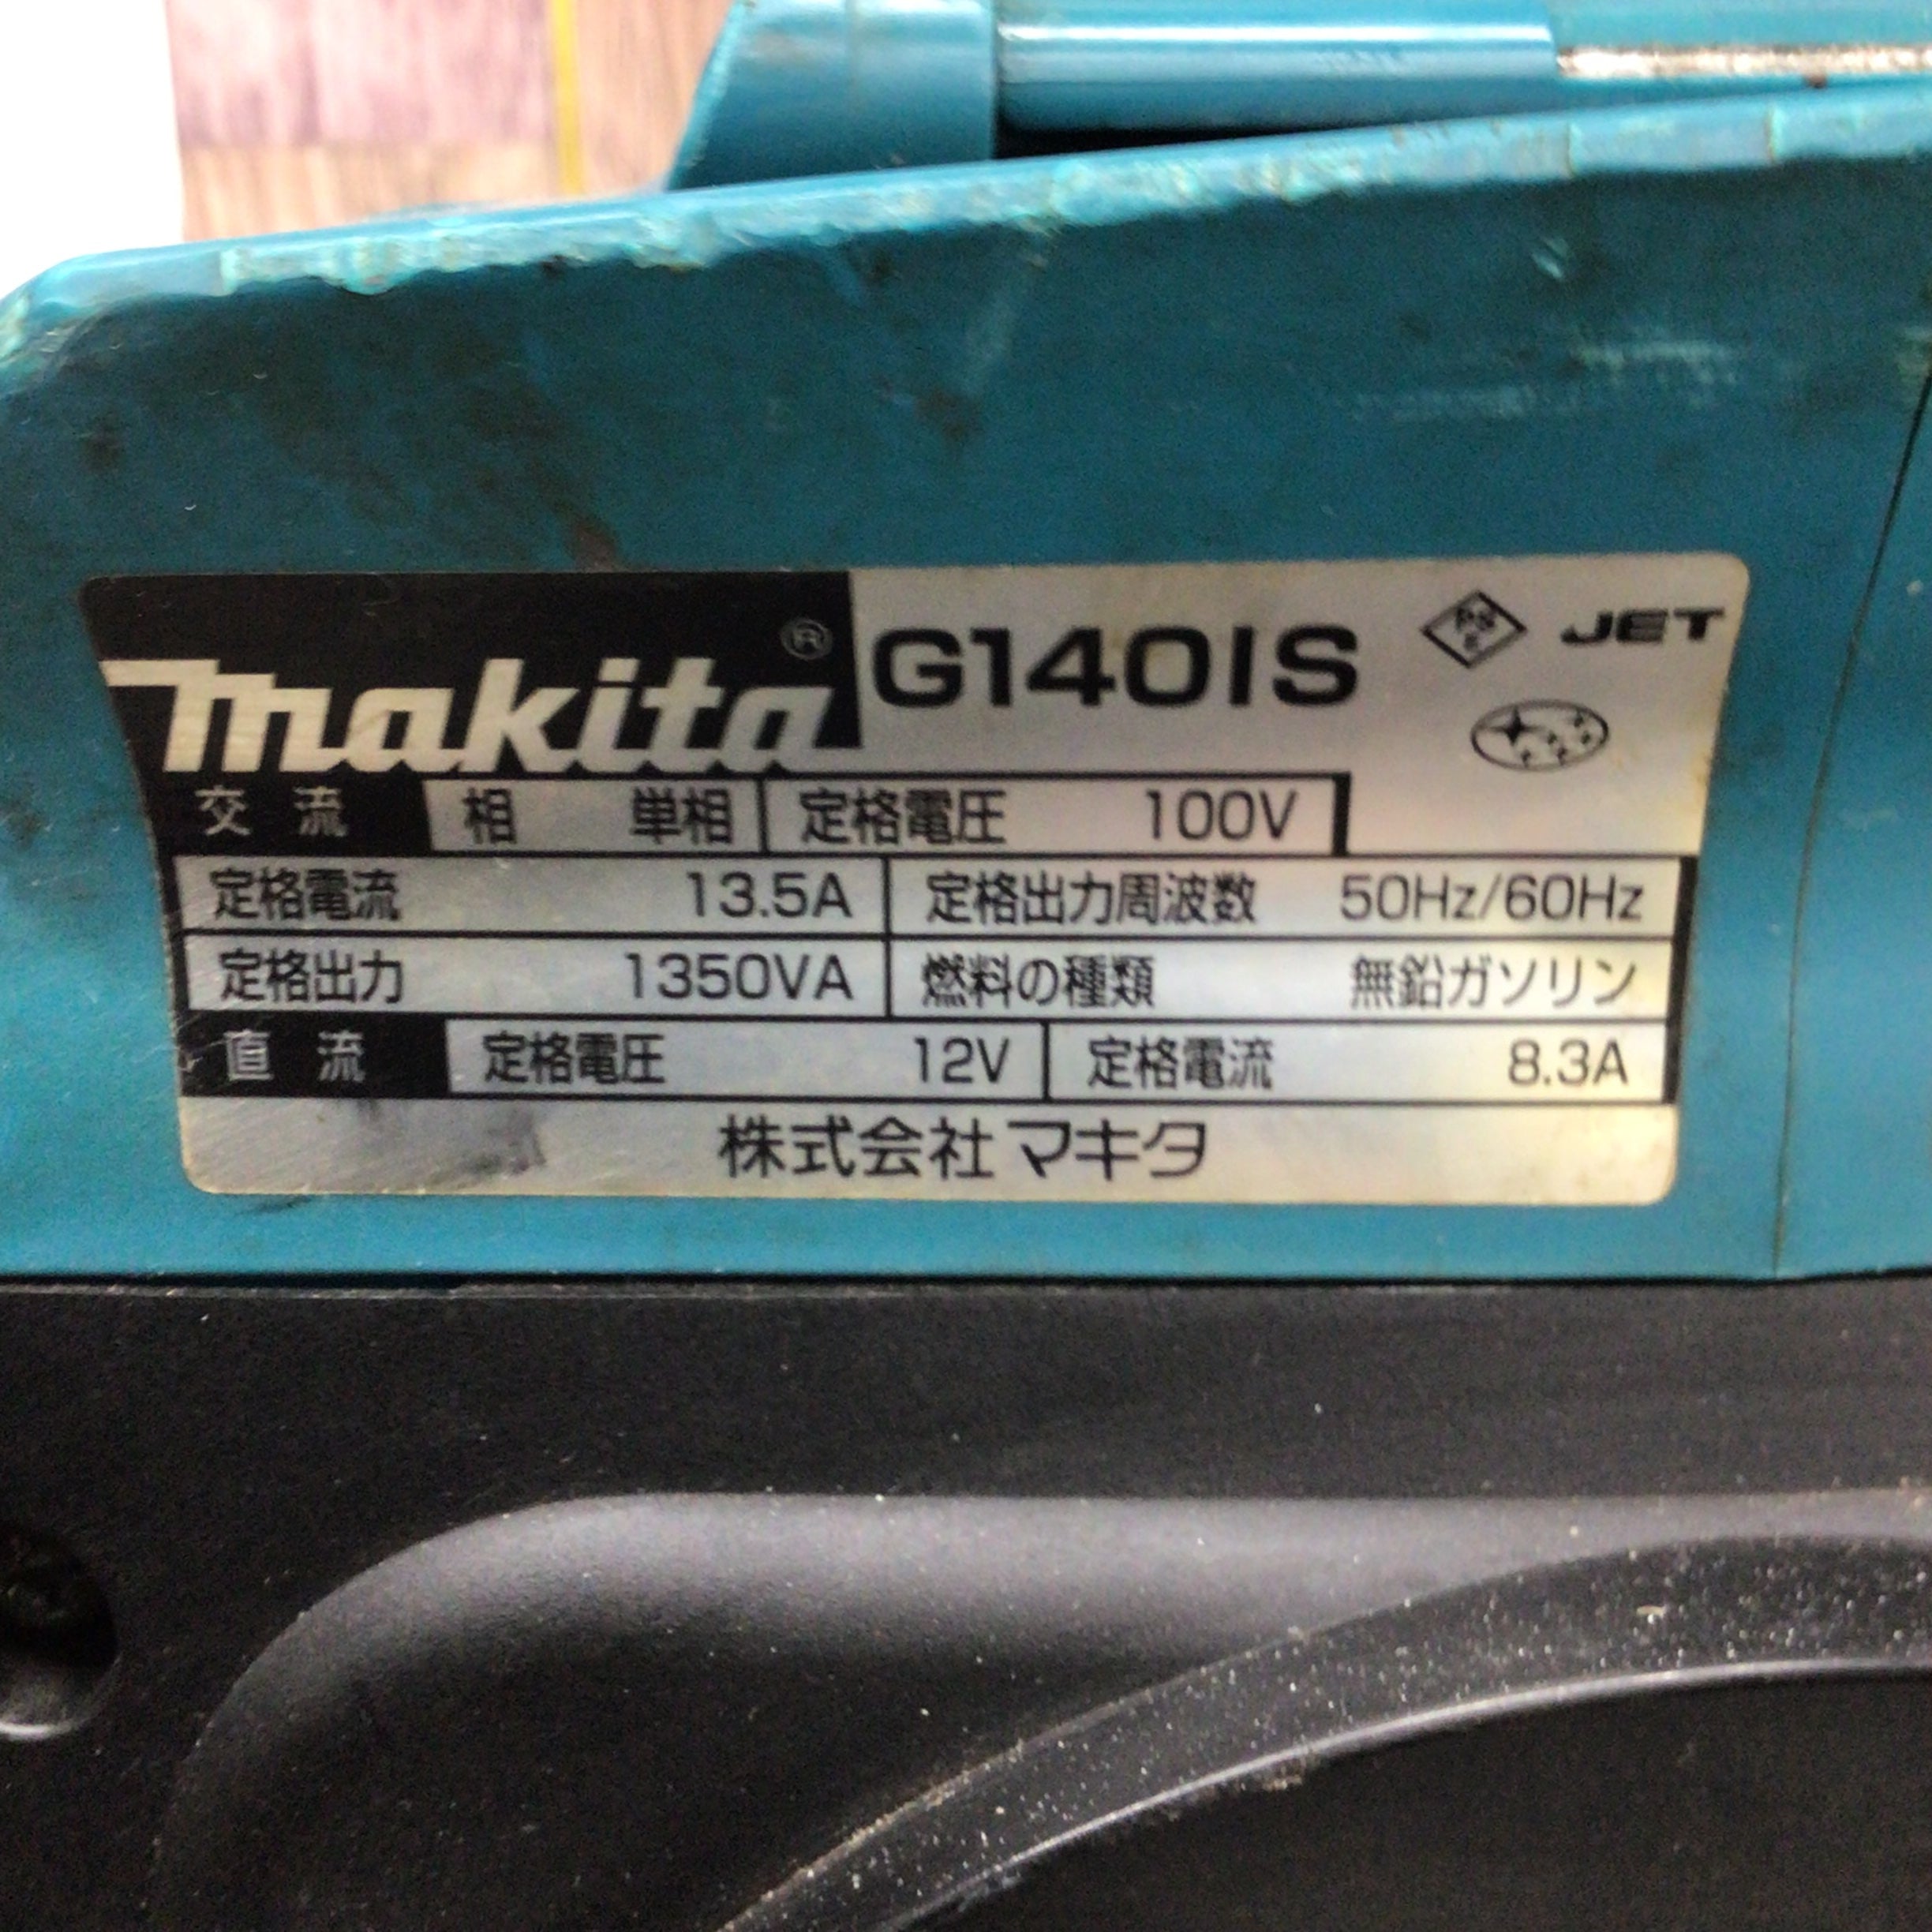 makita® G140IS JET
PS E
交流 相 単相 定格電圧 100V
定格電流 13.5A 定格出力周波数 50Hz/60Hz
定格出力 1350VA 燃料の種類 無鉛ガソリン
直流 定格電圧 12V 定格電流 8.3A
株式会社マキタ